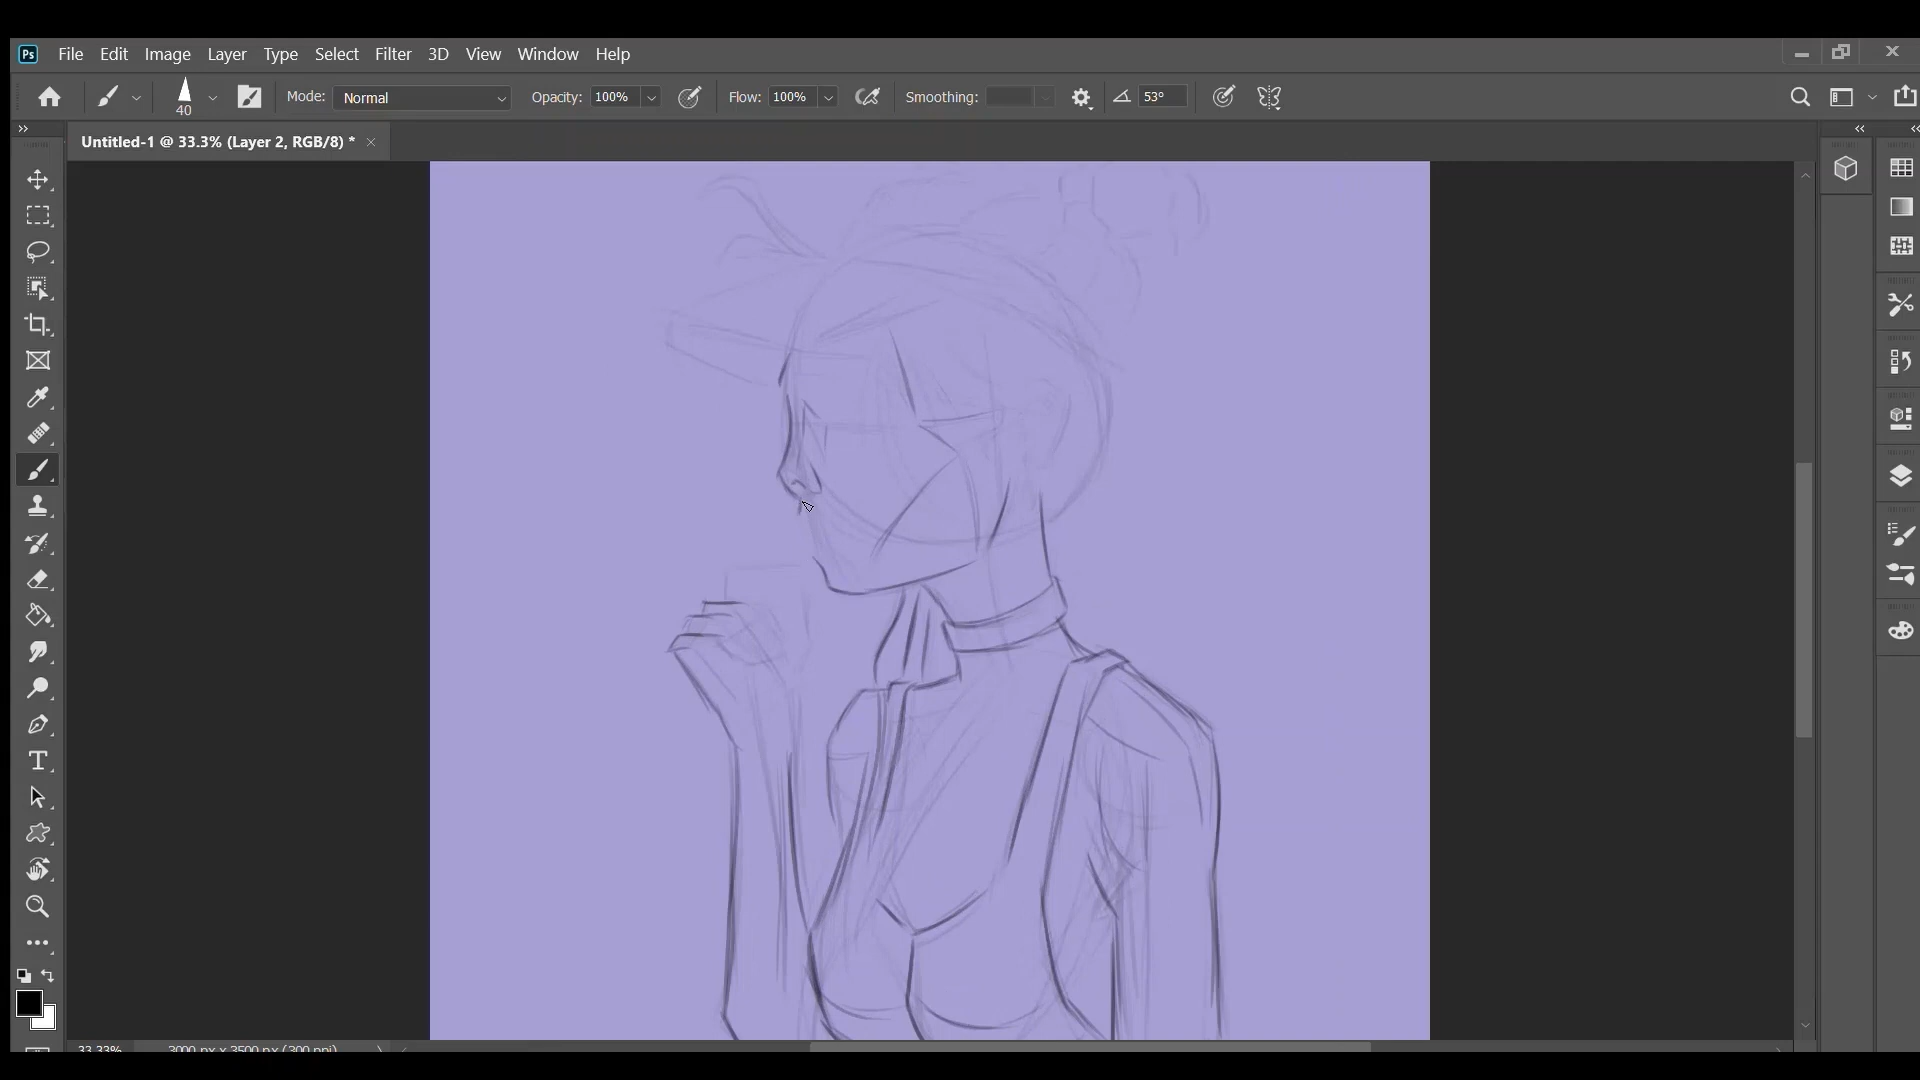 Ps File Edit Image Layer Type Select Filter 3D View Window Help
40 Mode: Normal Opacity: 100% Flow: 100% Smoothing: 53°
Untitled-1 @ 33.3% (Layer 2, RGB/8) *
33.33% 3000 px x 3500 px (300 ppi)